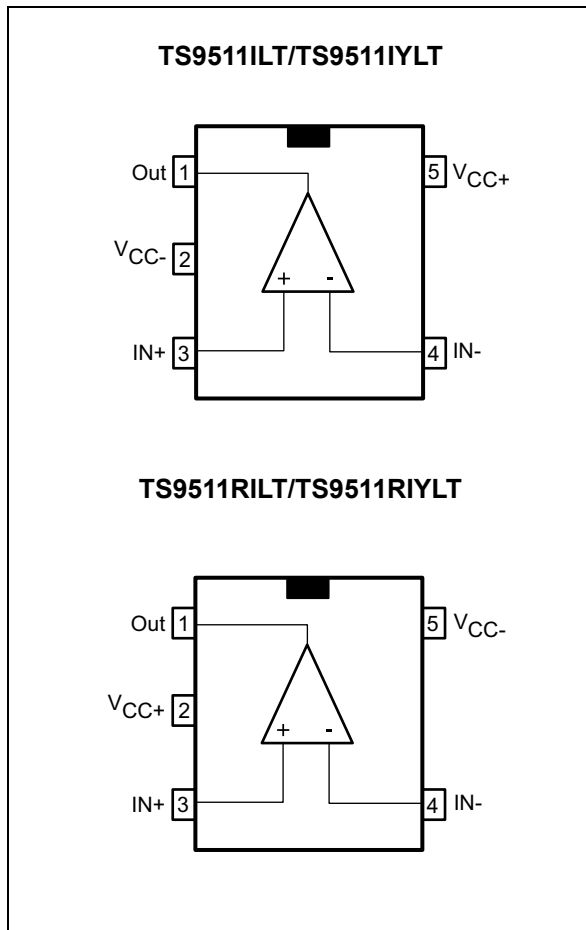 TS9511ILT/TS9511IYLT
Out 1
5 VCC+
VCC- 2
+ -
IN+ 3
4 IN-
TS9511RILT/TS9511RIYLT
Out 1
5 VCC-
VCC+ 2
+ -
IN+ 3
4 IN-